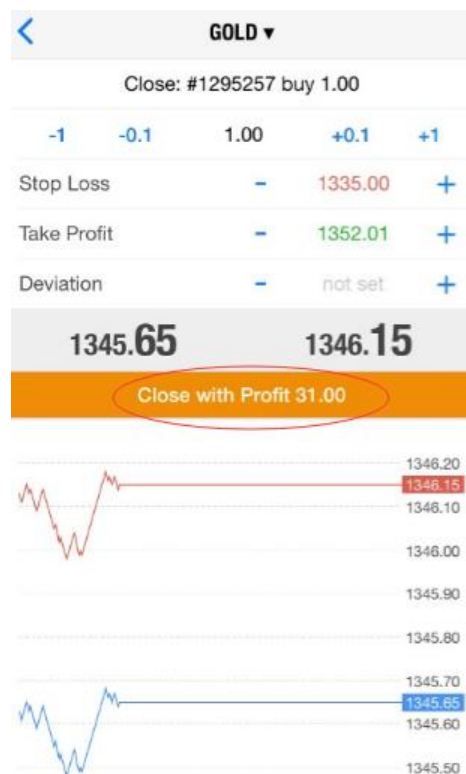 GOLD ▾
Close: #1295257 buy 1.00
-1 -0.1 1.00 +0.1 +1
Stop Loss - 1335.00 +
Take Profit - 1352.01 +
Deviation - not set +
1345.65 1346.15
Close with Profit 31.00
1346.20
1346.15
1346.10
1346.00
1345.90
1345.80
1345.70
1345.65
1345.60
1345.50